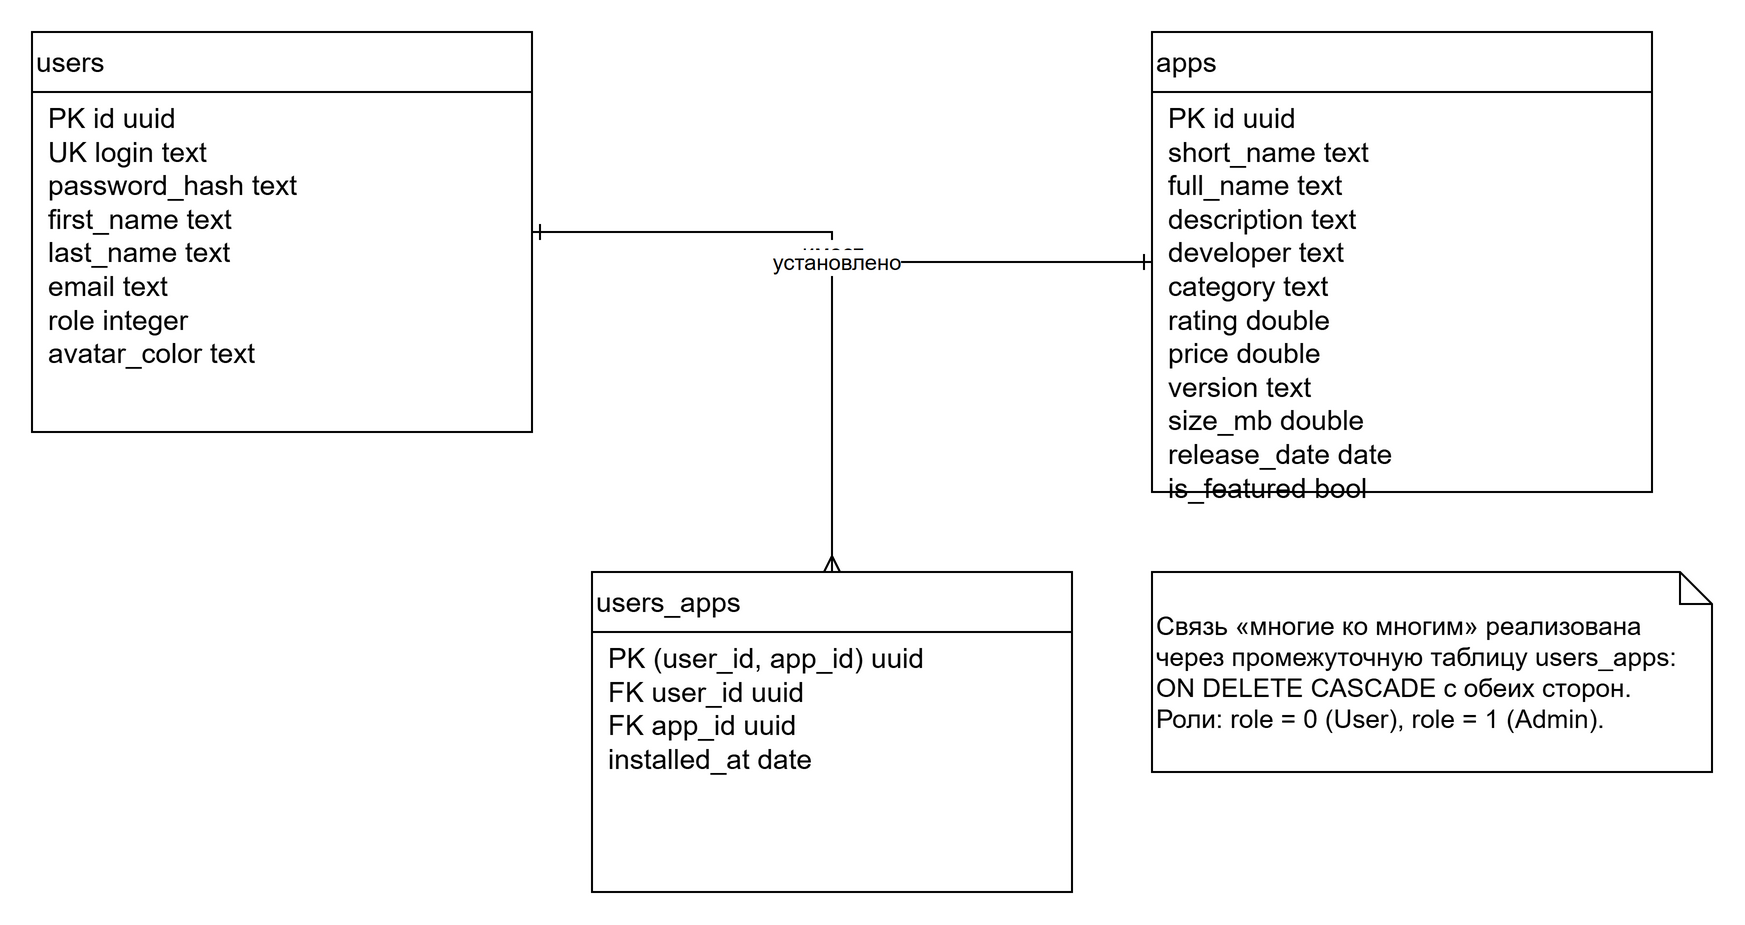 users
PK id uuid
UK login text
password_hash text
first_name text
last_name text
email text
role integer
avatar_color text
apps
PK id uuid
short_name text
full_name text
description text
developer text
category text
rating double
price double
version text
size_mb double
release_date date
is_featured bool
установлено
users_apps
PK (user_id, app_id) uuid
FK user_id uuid
FK app_id uuid
installed_at date
Связь «многие ко многим» реализована
через промежуточную таблицу users_apps:
ON DELETE CASCADE с обеих сторон.
Роли: role = 0 (User), role = 1 (Admin).